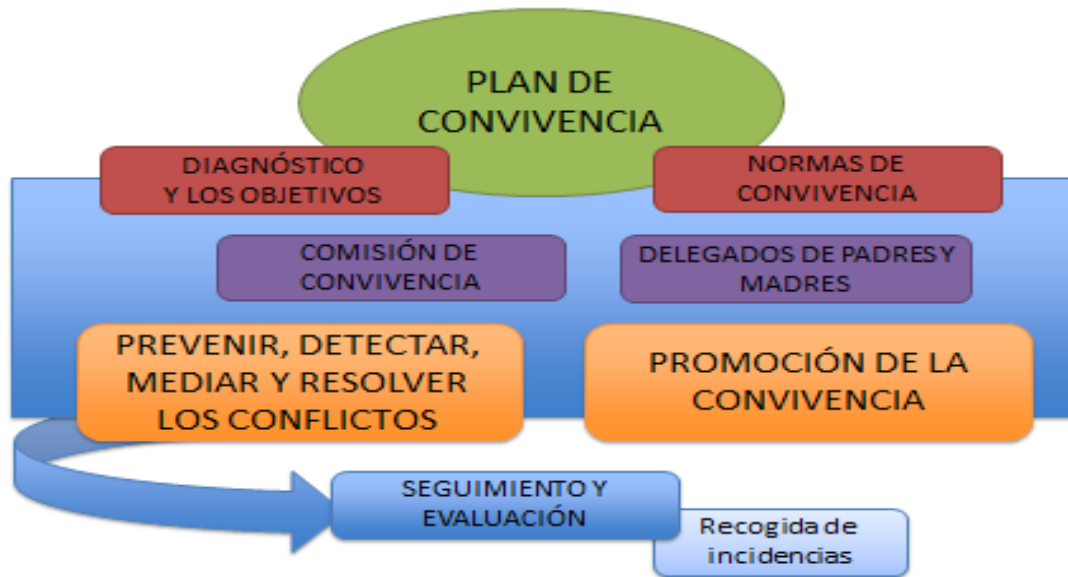 PLAN DE
CONVIVENCIA
DIAGNÓSTICO
Y LOS OBJETIVOS
NORMAS DE
CONVIVENCIA
COMISIÓN DE
CONVIVENCIA
DELEGADOS DE PADRES Y
MADRES
PREVENIR, DETECTAR,
MEDIAR Y RESOLVER
LOS CONFLICTOS
PROMOCIÓN DE LA
CONVIVENCIA
SEGUIMIENTO Y
EVALUACIÓN
Recogida de
incidencias